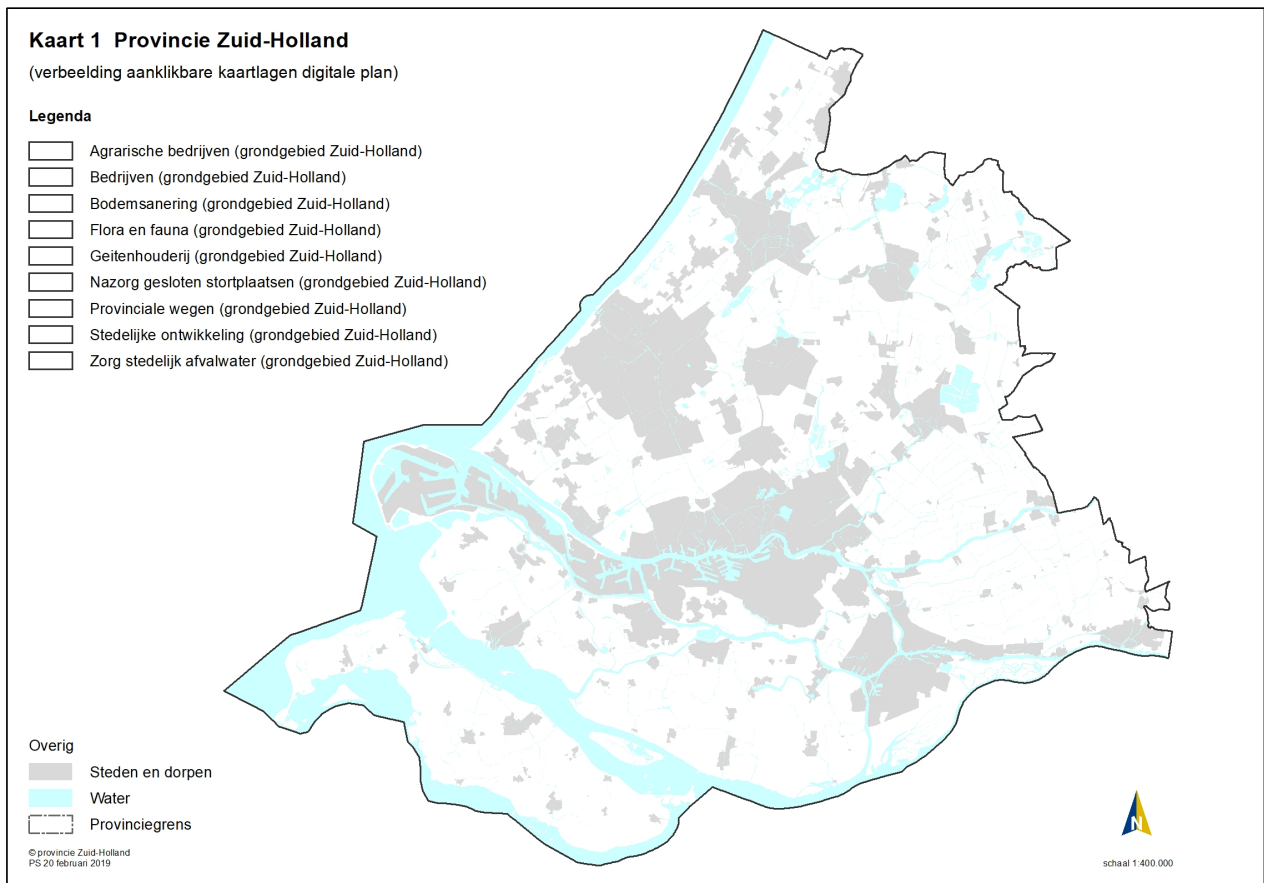 Kaart 1 Provincie Zuid-Holland
(verbeelding aanklikbare kaartlagen digitale plan)
Legenda
Agrarische bedrijven (grondgebied Zuid-Holland)
Bedrijven (grondgebied Zuid-Holland)
Bodemsanering (grondgebied Zuid-Holland)
Flora en fauna (grondgebied Zuid-Holland)
Geitenhouderij (grondgebied Zuid-Holland)
Nazorg gesloten stortplaatsen (grondgebied Zuid-Holland)
Provinciale wegen (grondgebied Zuid-Holland)
Stedelijke ontwikkeling (grondgebied Zuid-Holland)
Zorg stedelijk afvalwater (grondgebied Zuid-Holland)
Overig
Steden en dorpen
Water
Provinciegrens
© provincie Zuid-Holland
PS 20 februari 2019
N
schaal 1:400.000